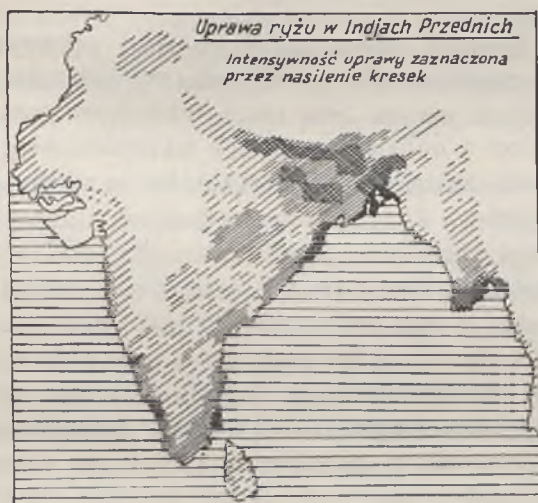 Uprawa ryżu w Indjach Przednich
Intensywność uprawy zaznaczona
przez nasilenie kresek